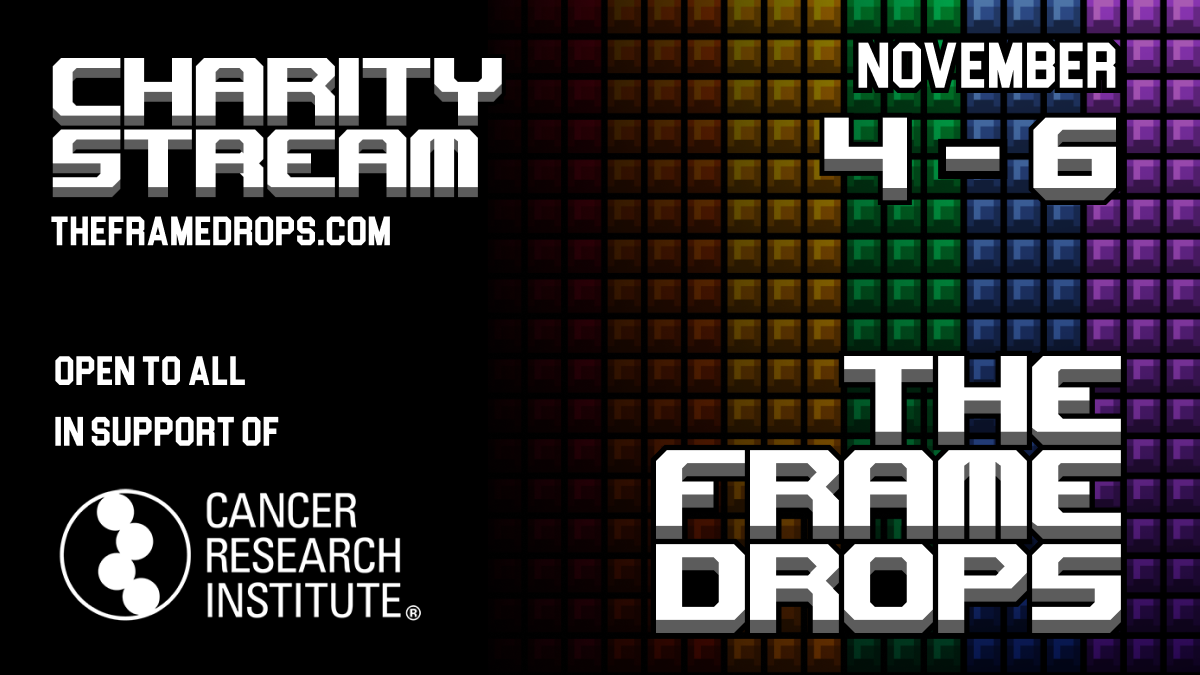 CHARITY
STREAM
THEFRAMEDROPS.COM
OPEN TO ALL
IN SUPPORT OF
CANCER
RESEARCH
INSTITUTE®
NOVEMBER
4 - 6
THE
FRAME
DROPS